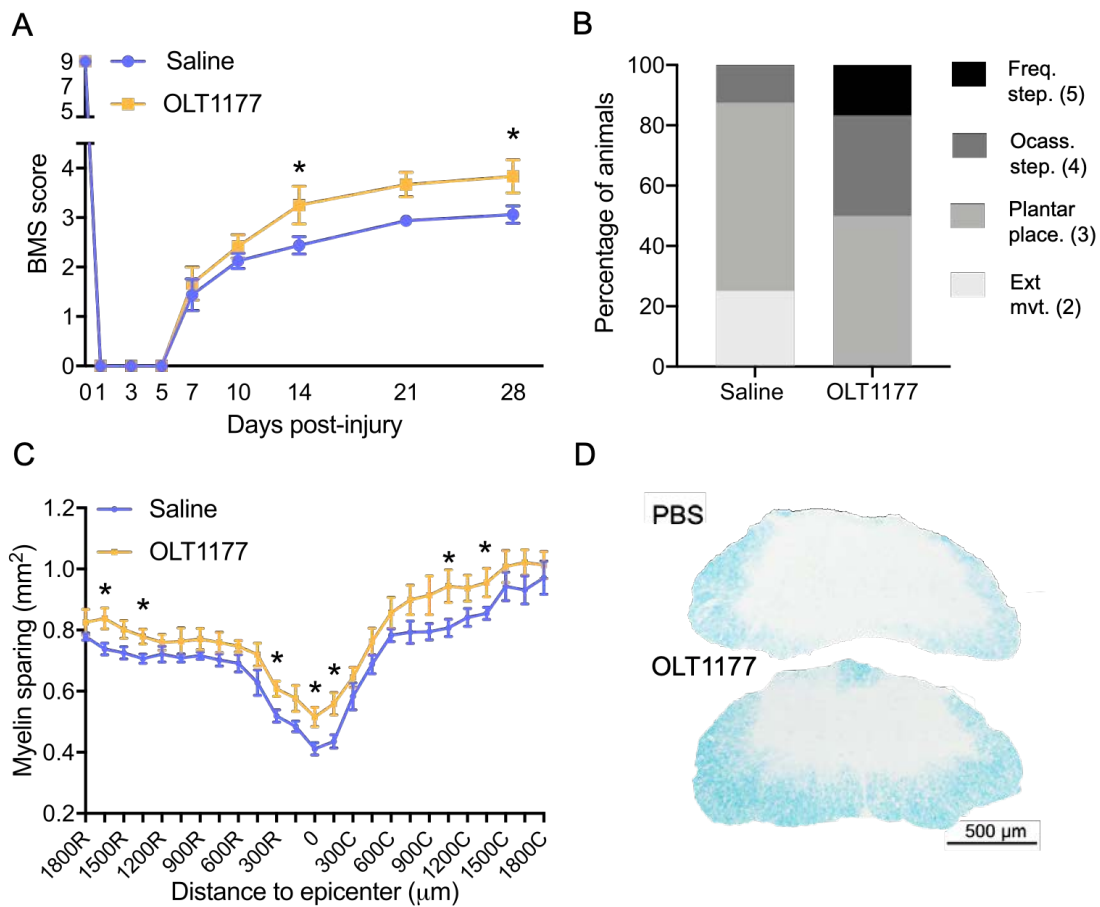 A
9
7
5
4
3
2
1
0
BMS score
Saline
OLT1177
*
*
0 1 3 5 7 10 14 21 28
Days post-injury
B
100
80
60
40
20
0
Percentage of animals
Saline OLT1177
Freq.
step. (5)
Ocass.
step. (4)
Plantar
place. (3)
Ext
mvt. (2)
C
1.2
1.0
0.8
0.6
0.4
0.2
Myelin sparing (mm²)
Saline
OLT1177
* * * * * * *
1800R 1500R 1200R 900R 600R 300R 0 300C 600C 900C 1200C 1500C 1800C
Distance to epicenter (μm)
D
PBS
OLT1177
500 μm